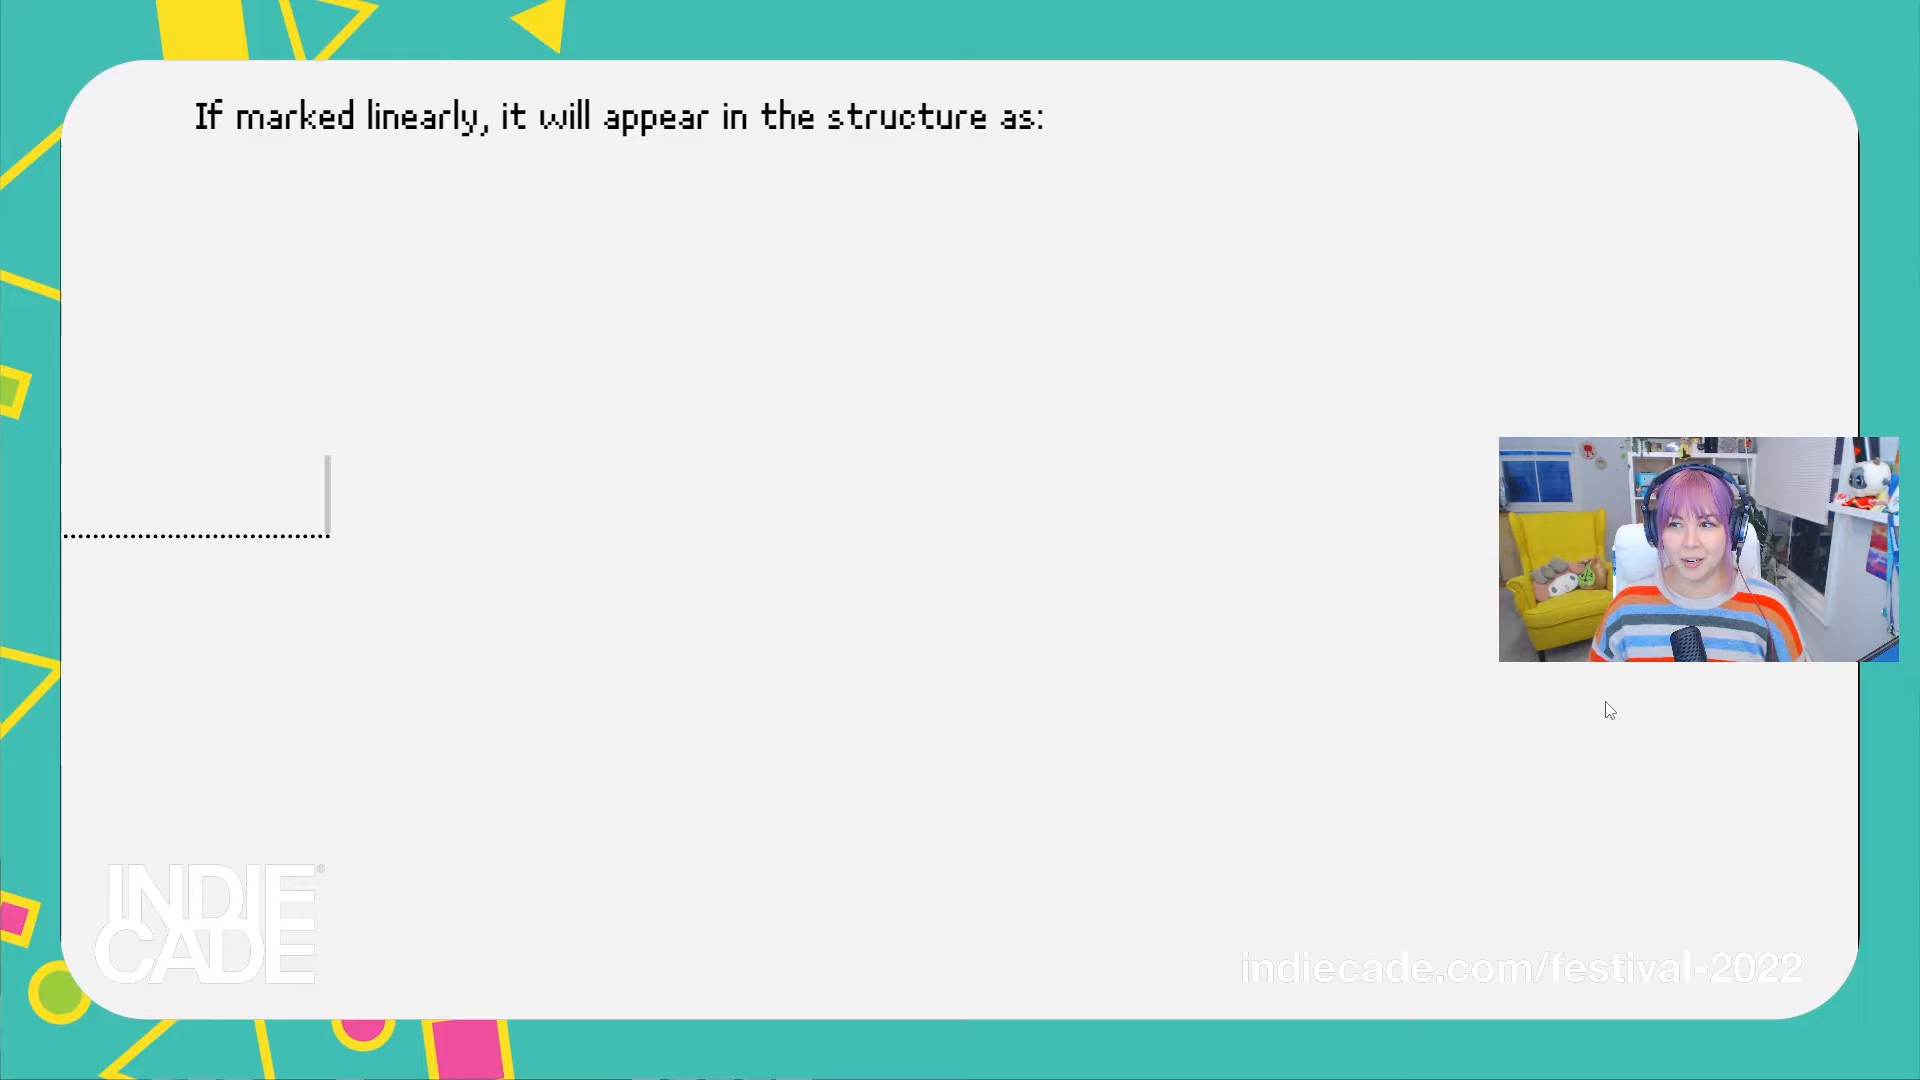 If marked linearly, it will appear in the structure as:
INDIE
CADE®
indiecade.com/festival-2022